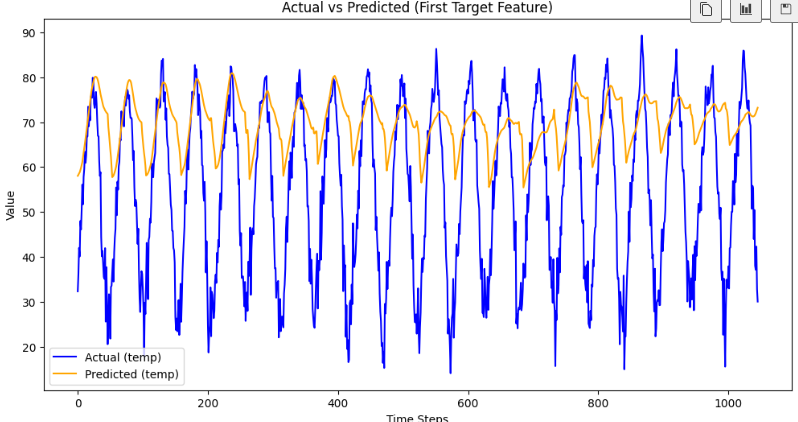 Actual vs Predicted (First Target Feature)
90
80
70
60
50
40
30
20
Value
Actual (temp)
Predicted (temp)
0 200 400 600 800 1000
Time Steps